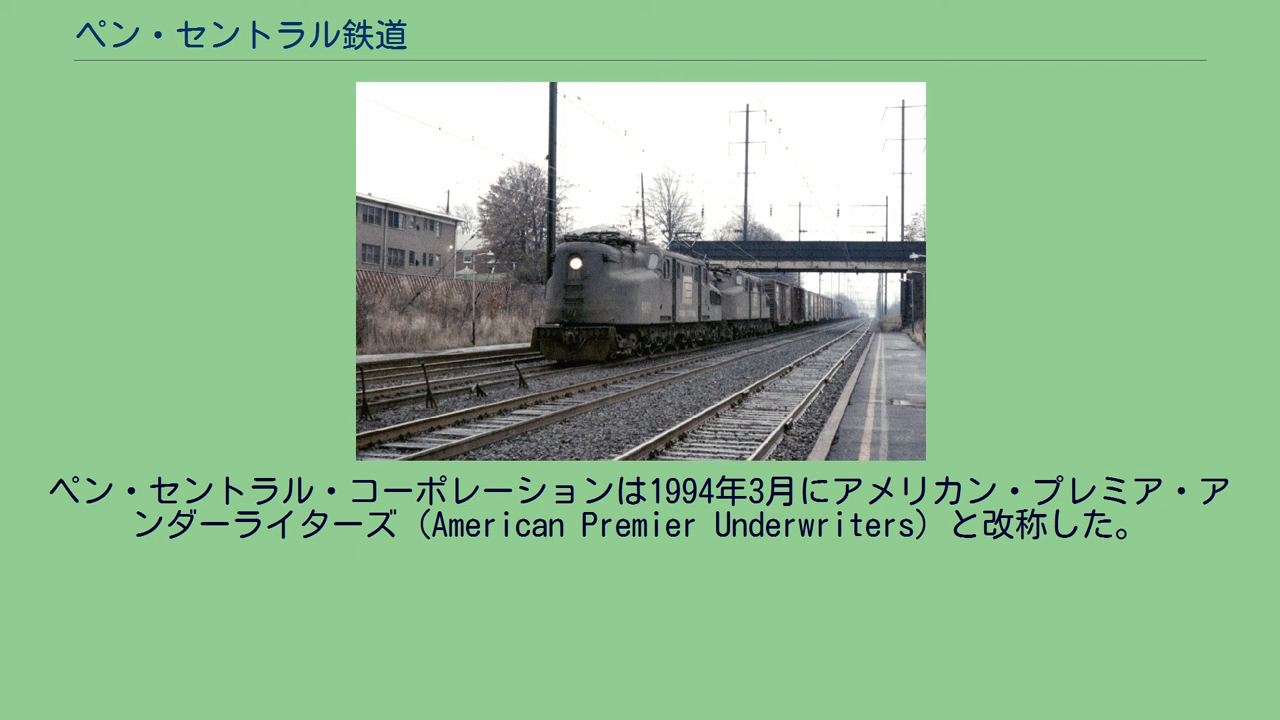 ペン・セントラル鉄道
ペン・セントラル・コーポレーションは1994年3月にアメリカン・プレミア・ア
ンダーライターズ（American Premier Underwriters）と改称した。